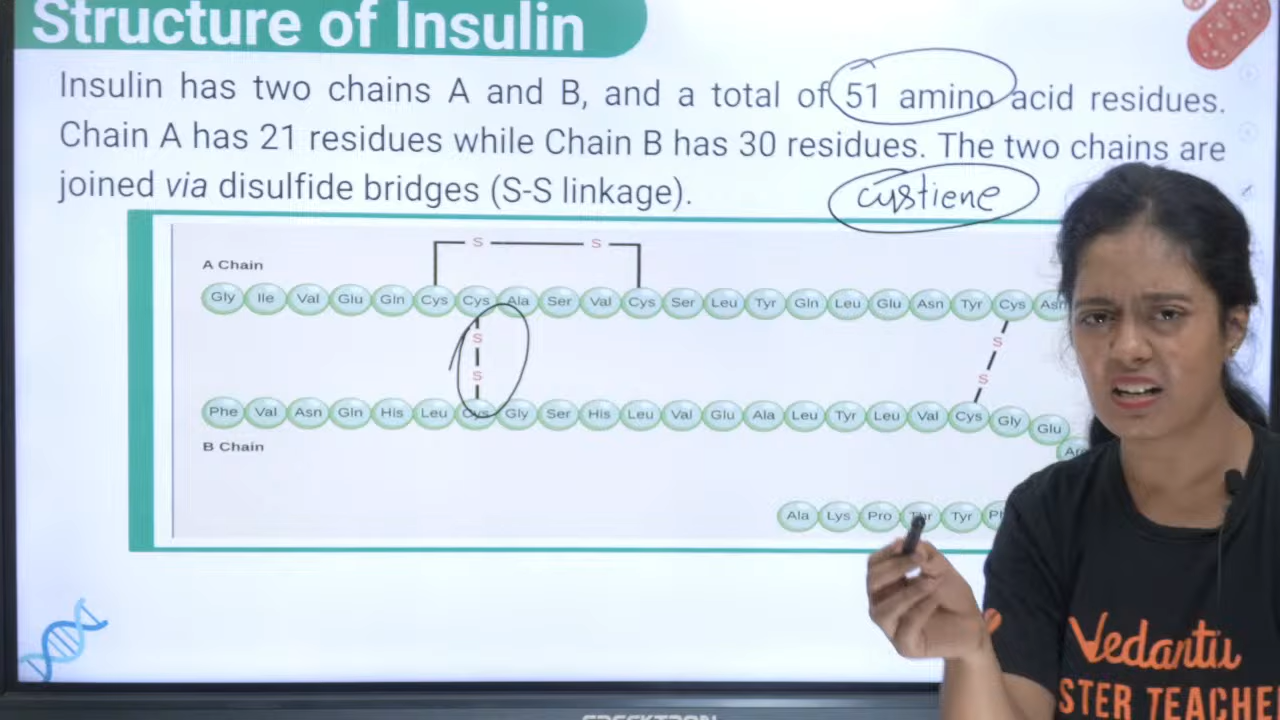 Structure of Insulin
Insulin has two chains A and B, and a total of 51 amino acid residues.
Chain A has 21 residues while Chain B has 30 residues. The two chains are
joined via disulfide bridges (S-S linkage).
cystiene
S S
A Chain
Gly Ile Val Glu Gln Cys Cys Ala Ser Val Cys Ser Leu Tyr Gln Leu Glu Asn Tyr Cys Asn
S S
S S
Phe Val Asn Gln His Leu Cys Gly Ser His Leu Val Glu Ala Leu Tyr Leu Val Cys Gly Glu
B Chain
Ala Lys Pro Thr Tyr
Vedantu
STER TEACHE